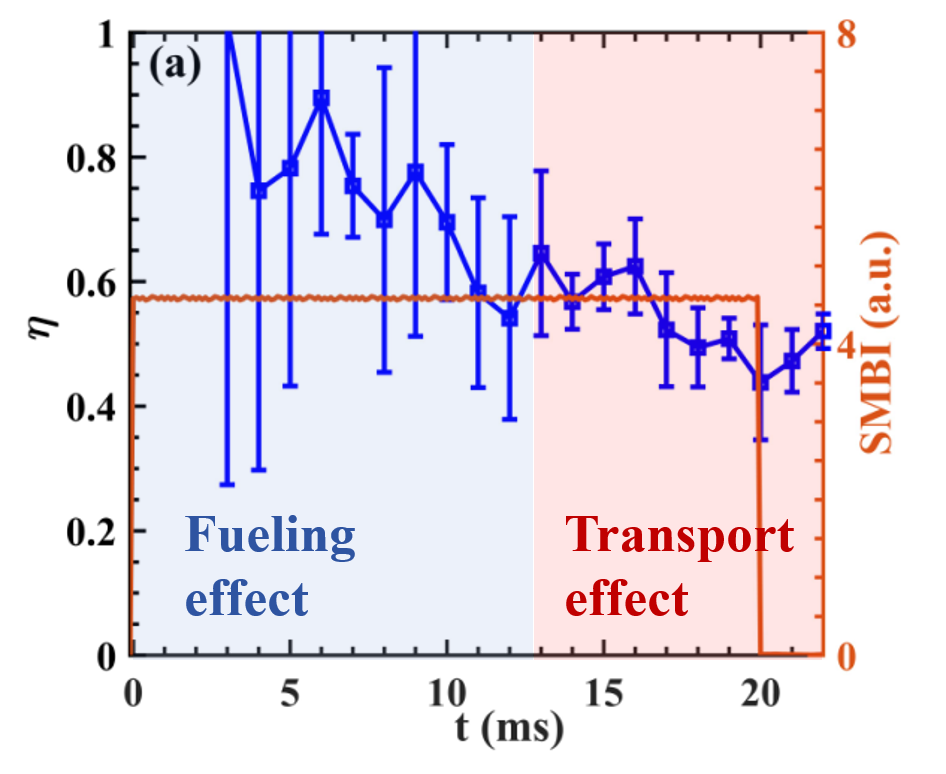 (a)
1
0.8
0.6
0.4
0.2
0
η
8
4
0
SMBI (a.u.)
Fueling
effect
Transport
effect
0
5
10
15
20
t (ms)